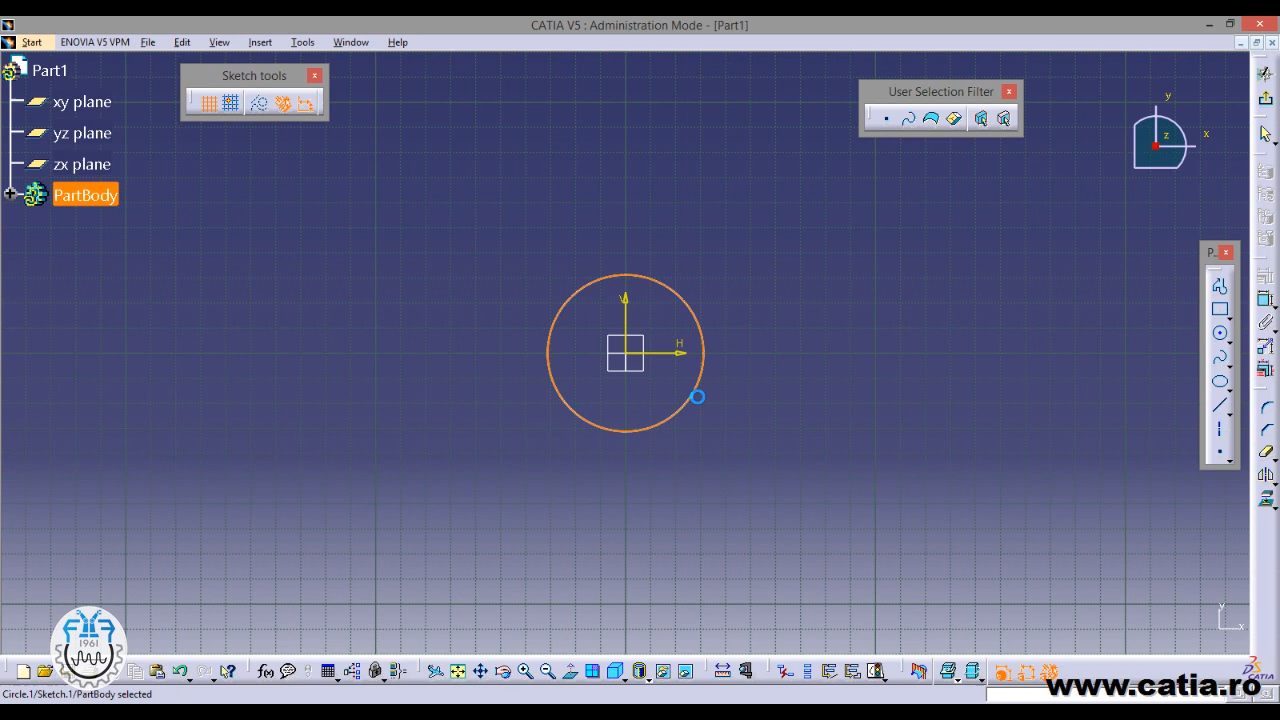 CATIA V5 : Administration Mode - [Part1]
Start ENOVIA V5 VPM File Edit View Insert Tools Window Help
Part1
xy plane
yz plane
zx plane
PartBody
Sketch tools
User Selection Filter
y
x
z
P...
V
H
1961
f(x)
y
x
CATIA
Circle.1/Sketch.1/PartBody selected
www.catia.ro